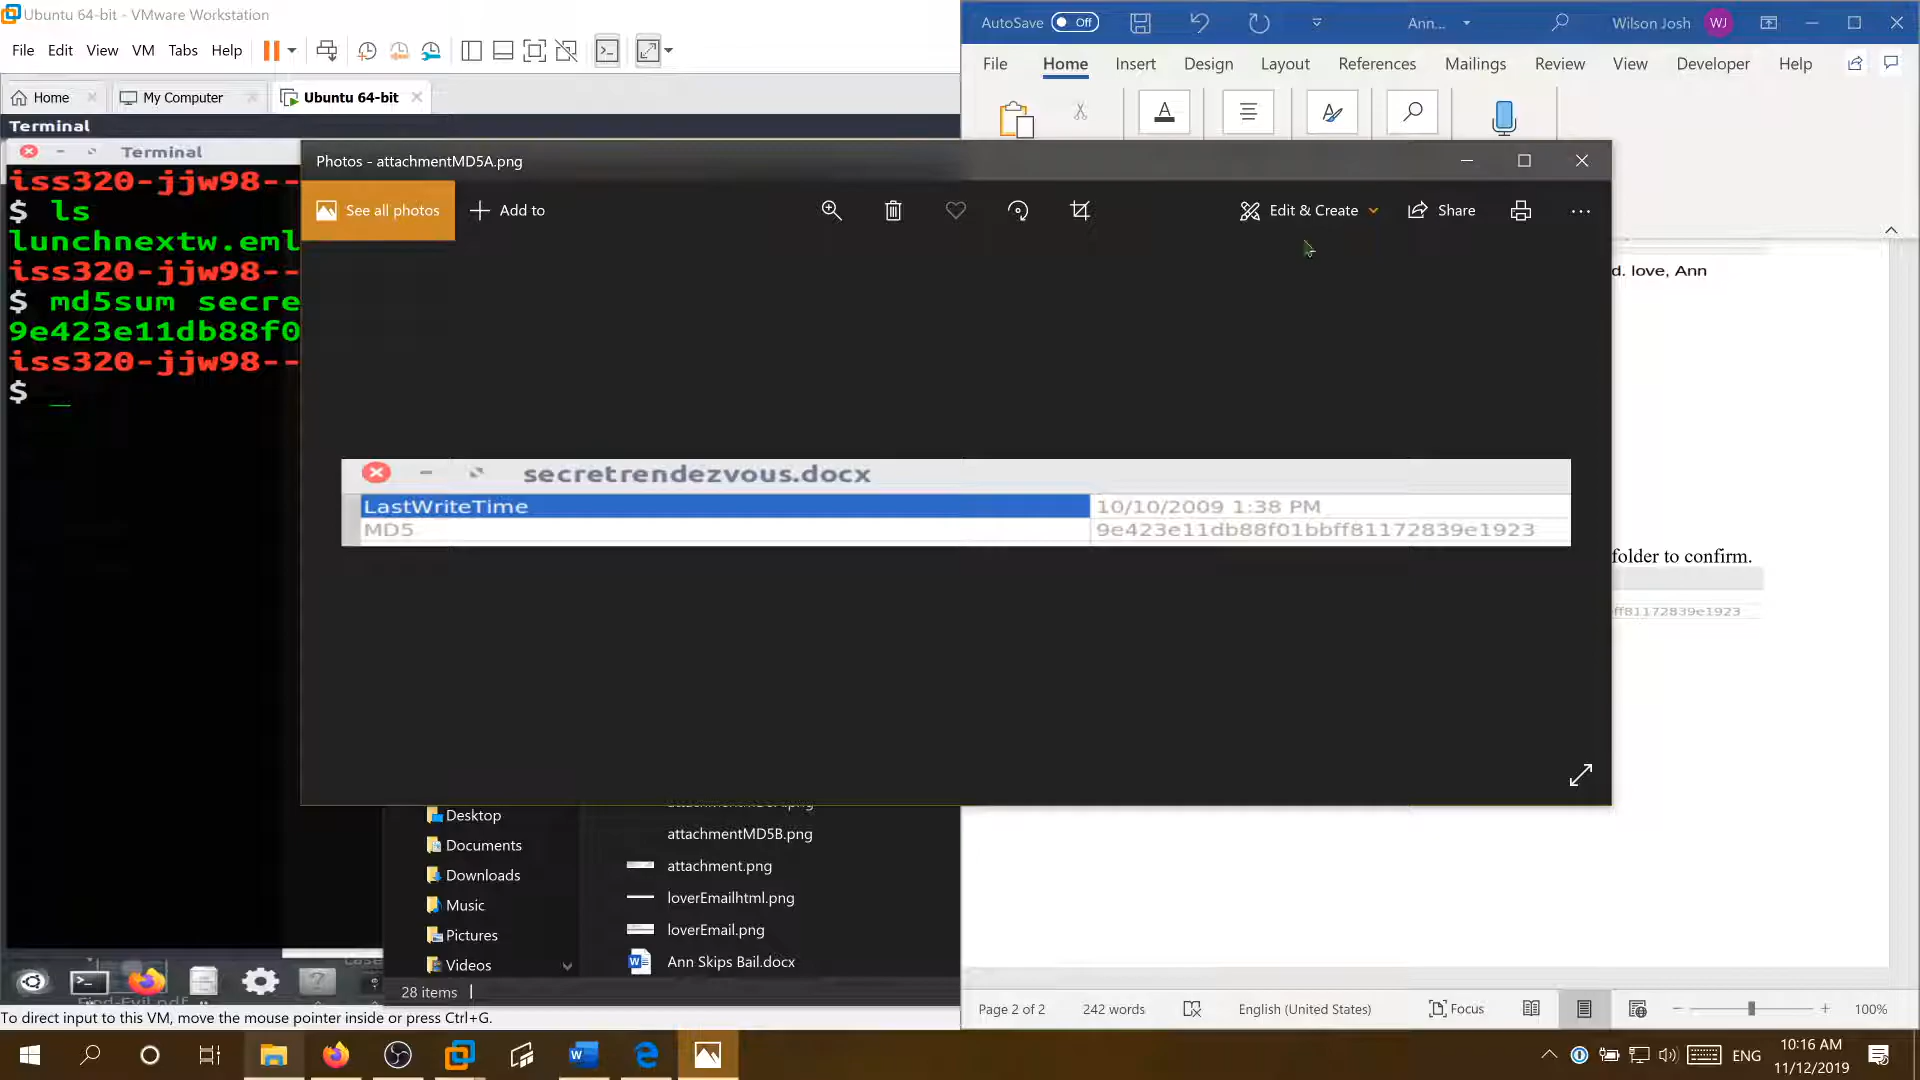 Ubuntu 64-bit - VMware Workstation
File Edit View VM Tabs Help
Home
My Computer
Ubuntu 64-bit
Terminal
Terminal
iss320-jjw98--
$ ls
lunchnextw.eml
iss320-jjw98--
$ md5sum secre
9e423e11db88f0
iss320-jjw98--
$ _
AutoSave Off
Ann...
Wilson Josh WJ
File Home Insert Design Layout References Mailings Review View Developer Help
Photos - attachmentMD5A.png
See all photos
Add to
Edit & Create
Share
secretrendezvous.docx
LastWriteTime 10/10/2009 1:38 PM
MD5 9e423e11db88f01bbff81172839e1923
d. love, Ann
folder to confirm.
ff81172839e1923
Desktop
Documents
Downloads
Music
Pictures
Videos
attachmentMD5B.png
attachment.png
loverEmailhtml.png
loverEmail.png
Ann Skips Bail.docx
28 items
Find-Evil.pdf
To direct input to this VM, move the mouse pointer inside or press Ctrl+G.
Page 2 of 2 242 words English (United States) Focus 100%
ENG
10:16 AM
11/12/2019